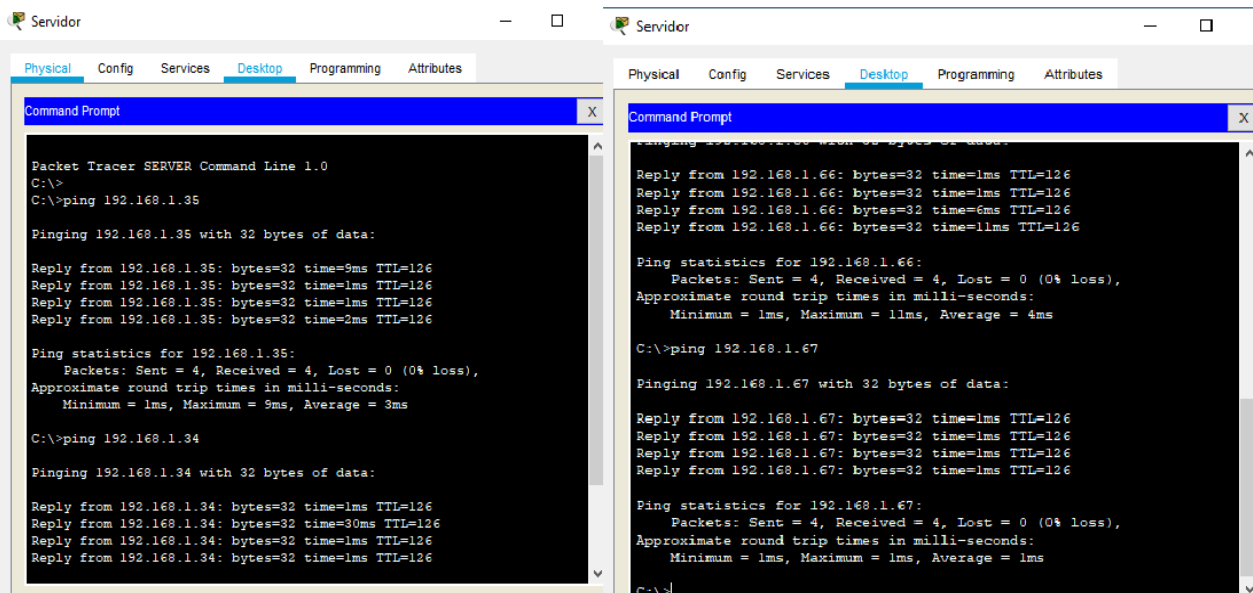 Servidor
Physical Config Services Desktop Programming Attributes
Command Prompt X
Packet Tracer SERVER Command Line 1.0
C:\>
C:\>ping 192.168.1.35
Pinging 192.168.1.35 with 32 bytes of data:
Reply from 192.168.1.35: bytes=32 time=9ms TTL=126
Reply from 192.168.1.35: bytes=32 time=1ms TTL=126
Reply from 192.168.1.35: bytes=32 time=1ms TTL=126
Reply from 192.168.1.35: bytes=32 time=2ms TTL=126
Ping statistics for 192.168.1.35:
Packets: Sent = 4, Received = 4, Lost = 0 (0% loss),
Approximate round trip times in milli-seconds:
Minimum = 1ms, Maximum = 9ms, Average = 3ms
C:\>ping 192.168.1.34
Pinging 192.168.1.34 with 32 bytes of data:
Reply from 192.168.1.34: bytes=32 time=1ms TTL=126
Reply from 192.168.1.34: bytes=32 time=30ms TTL=126
Reply from 192.168.1.34: bytes=32 time=1ms TTL=126
Reply from 192.168.1.34: bytes=32 time=1ms TTL=126
Servidor
Physical Config Services Desktop Programming Attributes
Command Prompt X
with 32 bytes of data:
Reply from 192.168.1.66: bytes=32 time=1ms TTL=126
Reply from 192.168.1.66: bytes=32 time=1ms TTL=126
Reply from 192.168.1.66: bytes=32 time=6ms TTL=126
Reply from 192.168.1.66: bytes=32 time=11ms TTL=126
Ping statistics for 192.168.1.66:
Packets: Sent = 4, Received = 4, Lost = 0 (0% loss),
Approximate round trip times in milli-seconds:
Minimum = 1ms, Maximum = 11ms, Average = 4ms
C:\>ping 192.168.1.67
Pinging 192.168.1.67 with 32 bytes of data:
Reply from 192.168.1.67: bytes=32 time=1ms TTL=126
Reply from 192.168.1.67: bytes=32 time=1ms TTL=126
Reply from 192.168.1.67: bytes=32 time=1ms TTL=126
Reply from 192.168.1.67: bytes=32 time=1ms TTL=126
Ping statistics for 192.168.1.67:
Packets: Sent = 4, Received = 4, Lost = 0 (0% loss),
Approximate round trip times in milli-seconds:
Minimum = 1ms, Maximum = 1ms, Average = 1ms
C:\>